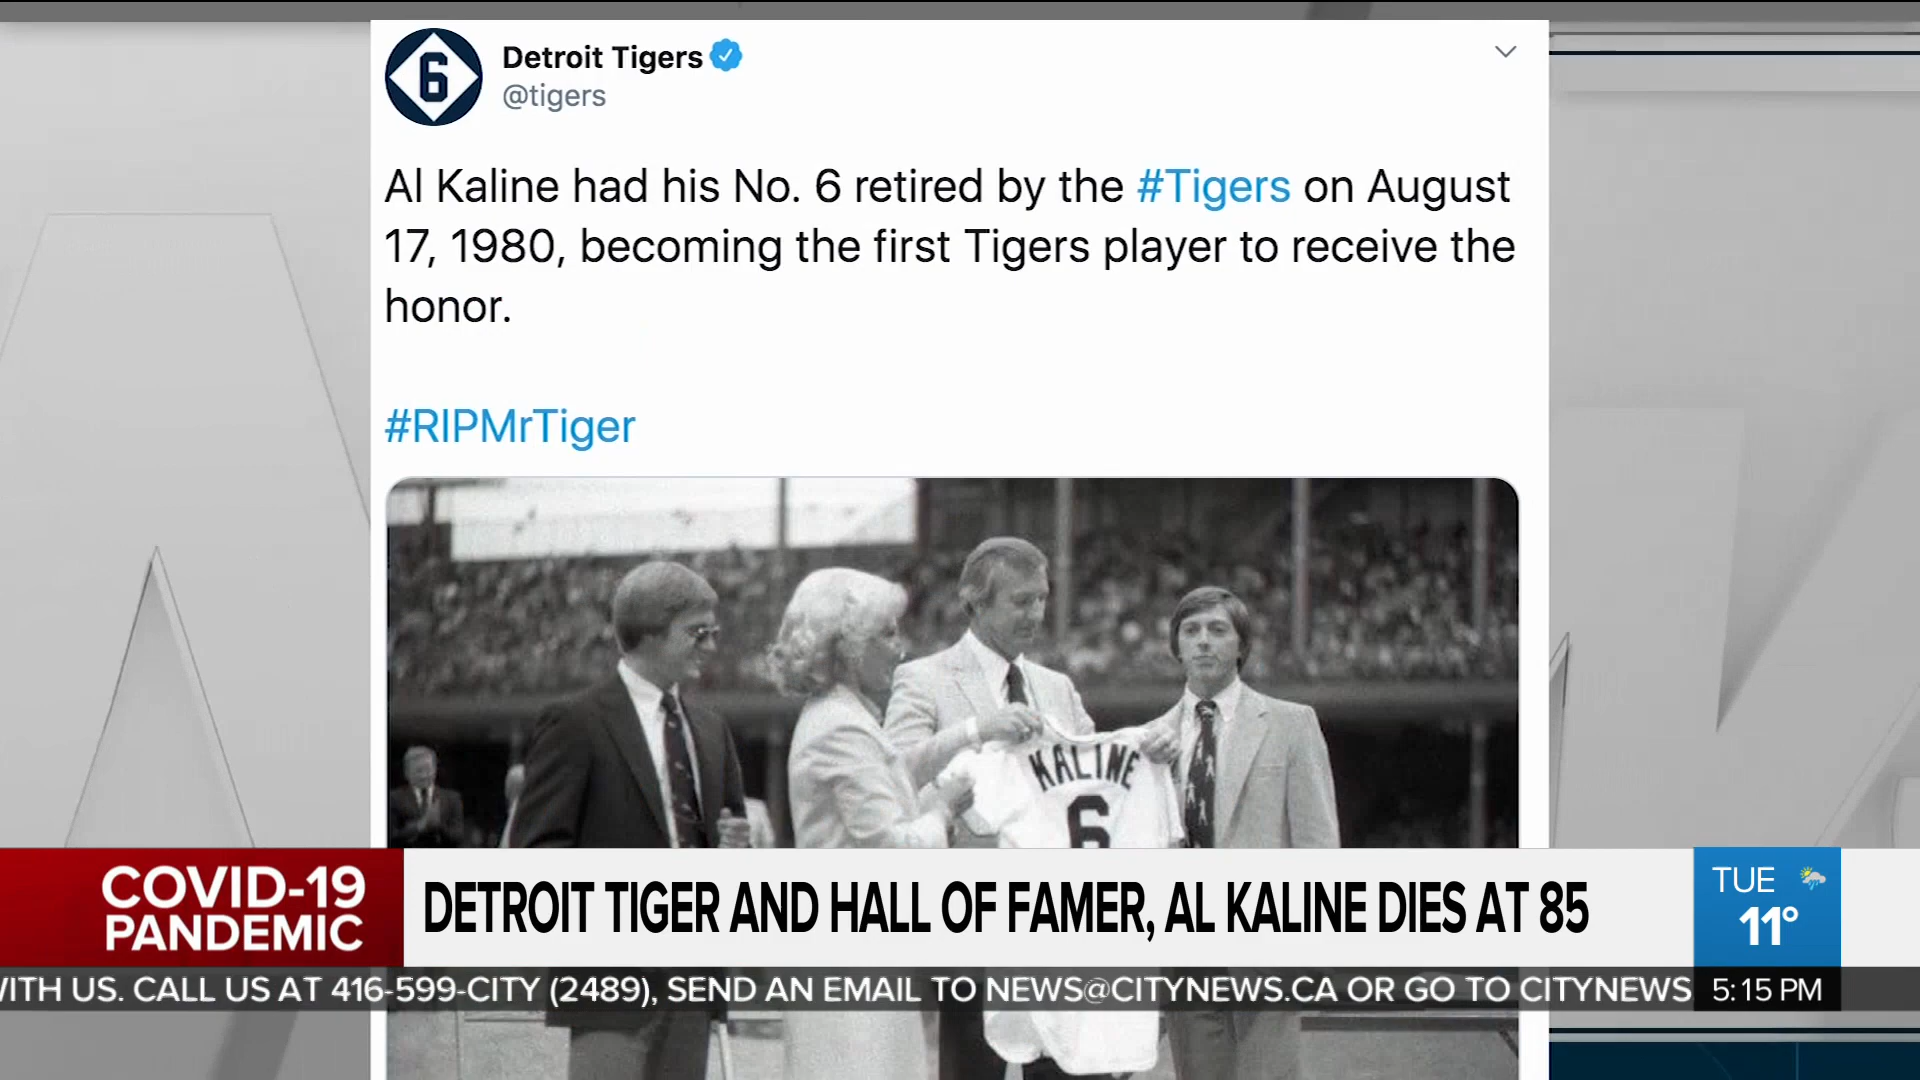 6
Detroit Tigers
@tigers
Al Kaline had his No. 6 retired by the #Tigers on August
17, 1980, becoming the first Tigers player to receive the
honor.
#RIPMrTiger
KALINE
6
COVID-19
PANDEMIC
DETROIT TIGER AND HALL OF FAMER, AL KALINE DIES AT 85
TUE
11°
WITH US. CALL US AT 416-599-CITY (2489), SEND AN EMAIL TO NEWS@CITYNEWS.CA OR GO TO CITYNEWS
5:15 PM